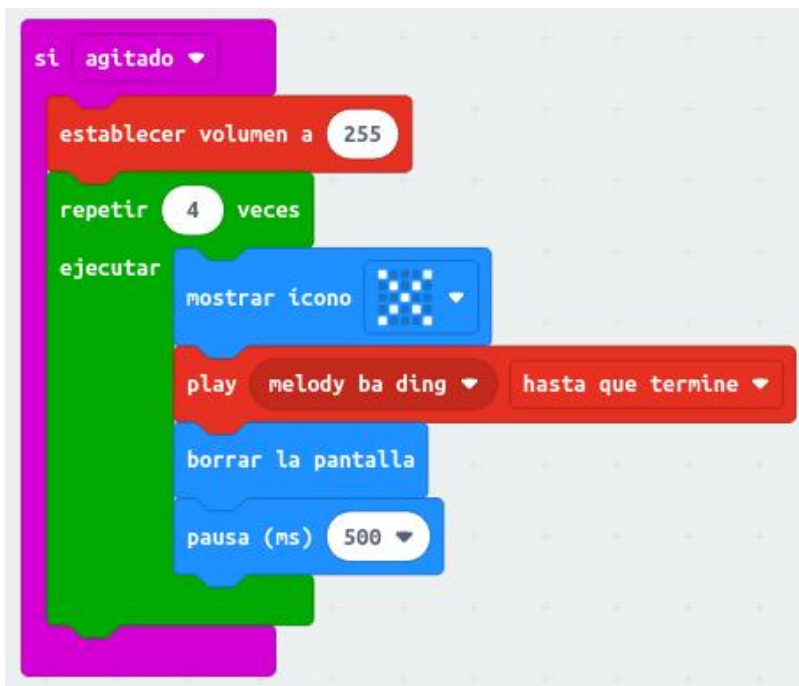 si agitado
establecer volumen a 255
repetir 4 veces
ejecutar
mostrar ícono
play melody ba ding hasta que termine
borrar la pantalla
pausa (ms) 500